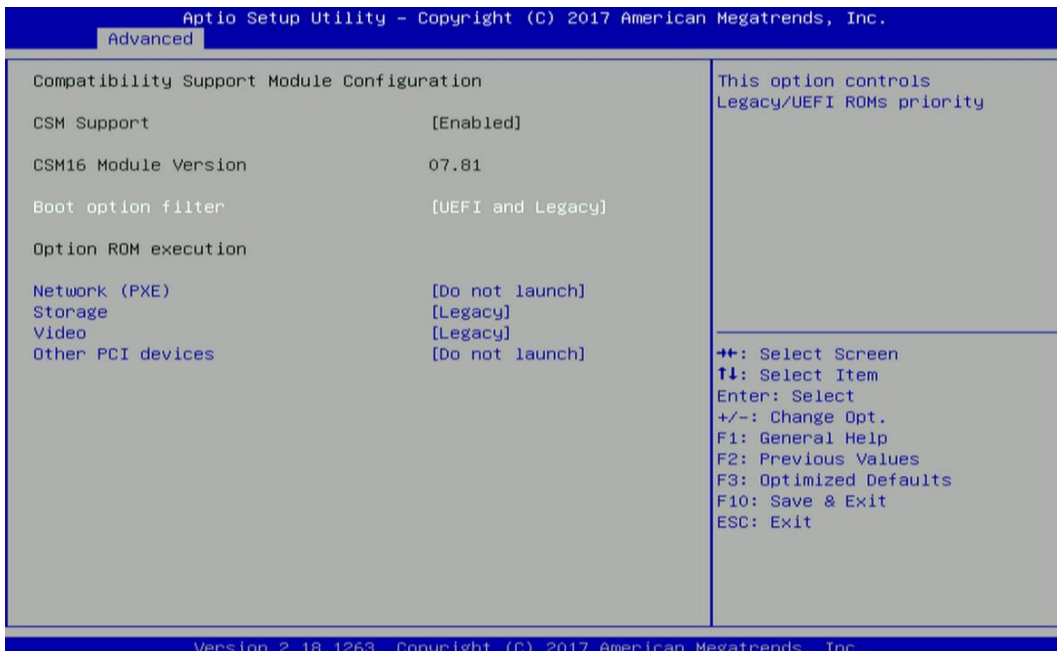 Aptio Setup Utility – Copyright (C) 2017 American Megatrends, Inc.
Advanced
Compatibility Support Module Configuration
CSM Support [Enabled]
CSM16 Module Version 07.81
Boot option filter [UEFI and Legacy]
Option ROM execution
Network (PXE) [Do not launch]
Storage [Legacy]
Video [Legacy]
Other PCI devices [Do not launch]
This option controls
Legacy/UEFI ROMs priority
→←: Select Screen
↑↓: Select Item
Enter: Select
+/-: Change Opt.
F1: General Help
F2: Previous Values
F3: Optimized Defaults
F10: Save & Exit
ESC: Exit
Version 2.18.1263. Copyright (C) 2017 American Megatrends, Inc.